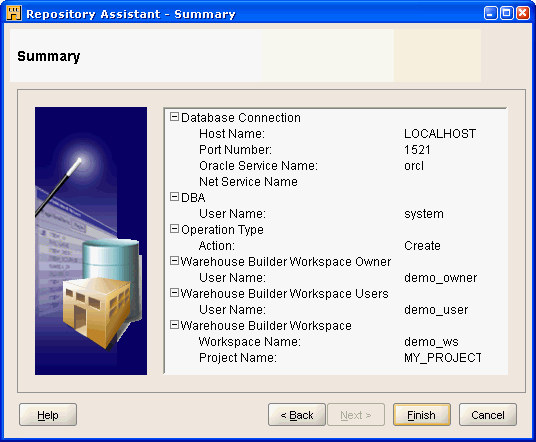 Repository Assistant - Summary
Summary
Database Connection
Host Name: LOCALHOST
Port Number: 1521
Oracle Service Name: orcl
Net Service Name
DBA
User Name: system
Operation Type
Action: Create
Warehouse Builder Workspace Owner
User Name: demo_owner
Warehouse Builder Workspace Users
User Name: demo_user
Warehouse Builder Workspace
Workspace Name: demo_ws
Project Name: MY_PROJECT
Help < Back Next > Finish Cancel